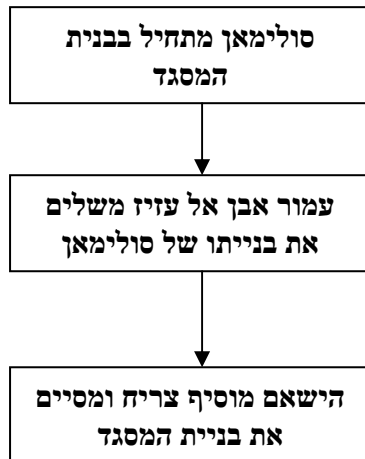 סולימאן מתחיל בבנית
המסגד
עמור אבן אל עזיז משלים
את בנייתו של סולימאן
הישאם מוסיף צריח ומסיים
את בניית המסגד